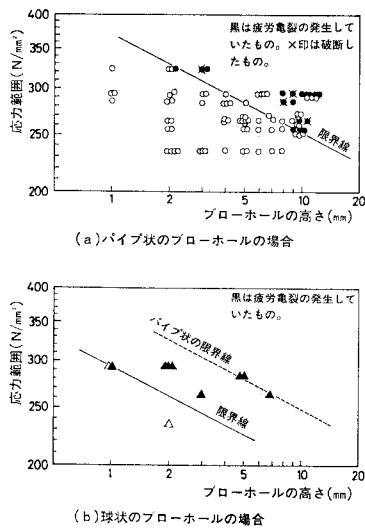 黒は疲労亀裂の発生して
いたもの。×印は破断し
たもの。
応力範囲(N/mm²)
400
350
300
250
200
限界線
1
2
5
10
20
ブローホールの高さ(mm)
(a)パイプ状のブローホールの場合
黒は疲労亀裂の発生して
いたもの。
応力範囲(N/mm²)
400
350
300
250
200
パイプ状の限界線
限界線
1
2
5
10
20
ブローホールの高さ(mm)
(b)球状のブローホールの場合